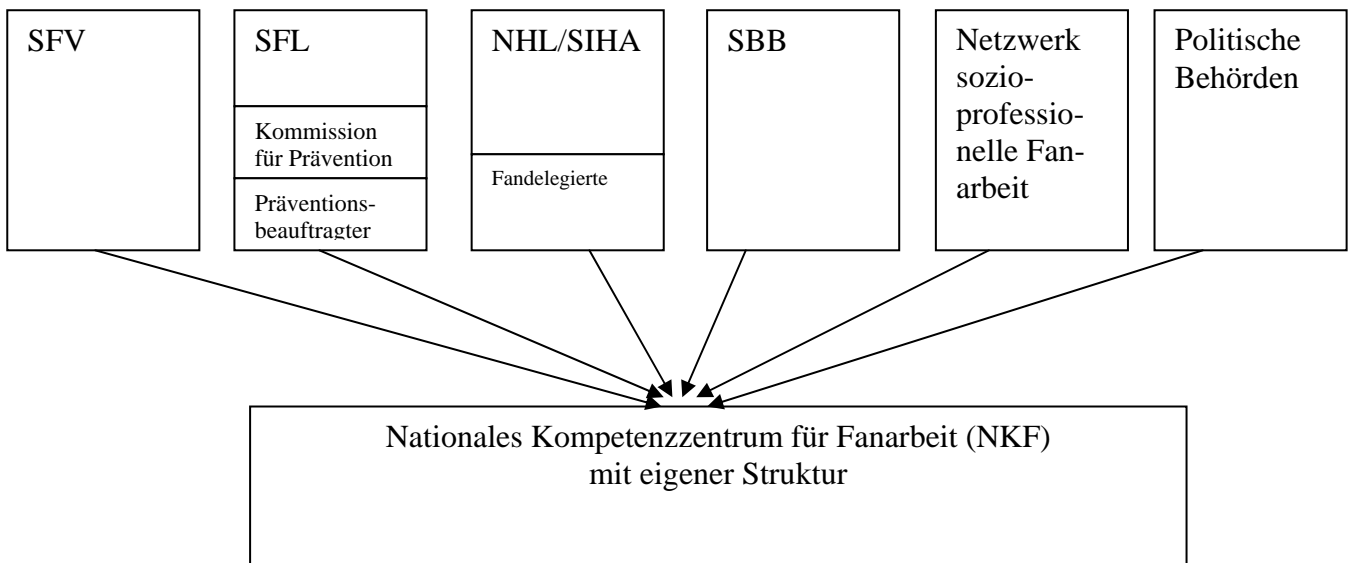 SFV
SFL
Kommission
für Prävention
Präventions-
beauftragter
NHL/SIHA
Fandelegierte
SBB
Netzwerk
sozio-
professio-
nelle Fan-
arbeit
Politische
Behörden
Nationales Kompetenzzentrum für Fanarbeit (NKF)
mit eigener Struktur